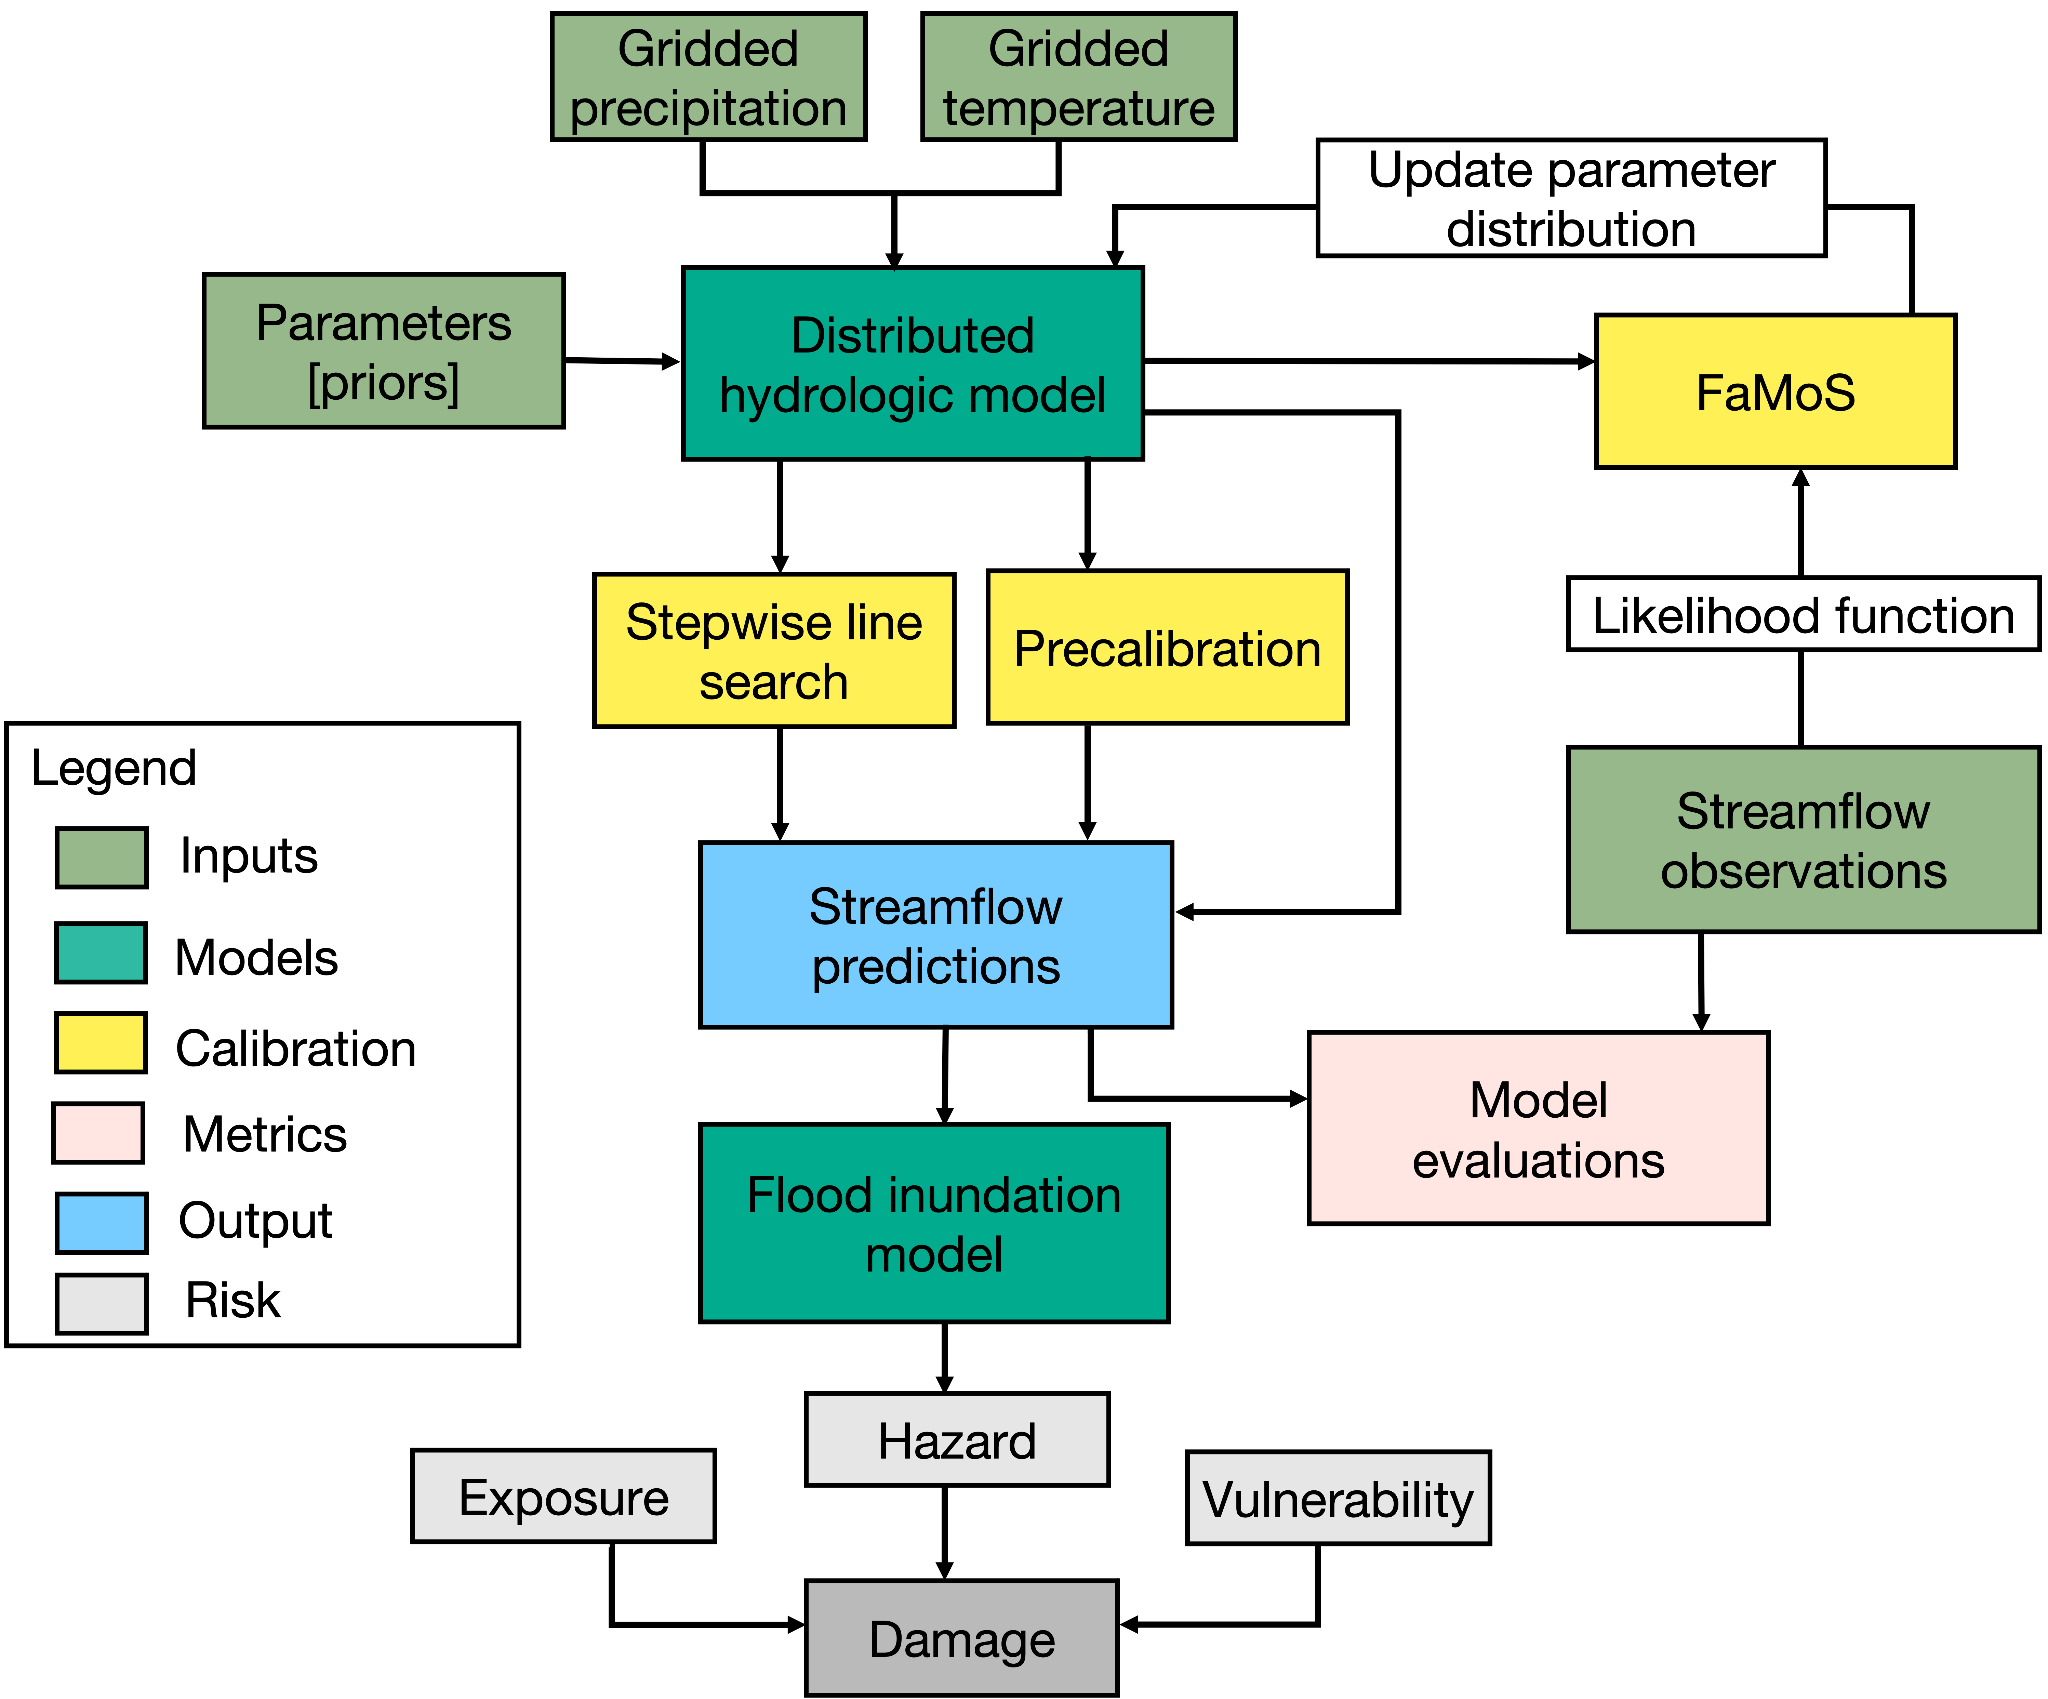 Gridded
precipitation
Gridded
temperature
Update parameter
distribution
Parameters
[priors]
Distributed
hydrologic model
FaMoS
Stepwise line
search
Precalibration
Likelihood function
Legend
Inputs
Models
Calibration
Metrics
Output
Risk
Streamflow
observations
Streamflow
predictions
Model
evaluations
Flood inundation
model
Hazard
Exposure
Vulnerability
Damage